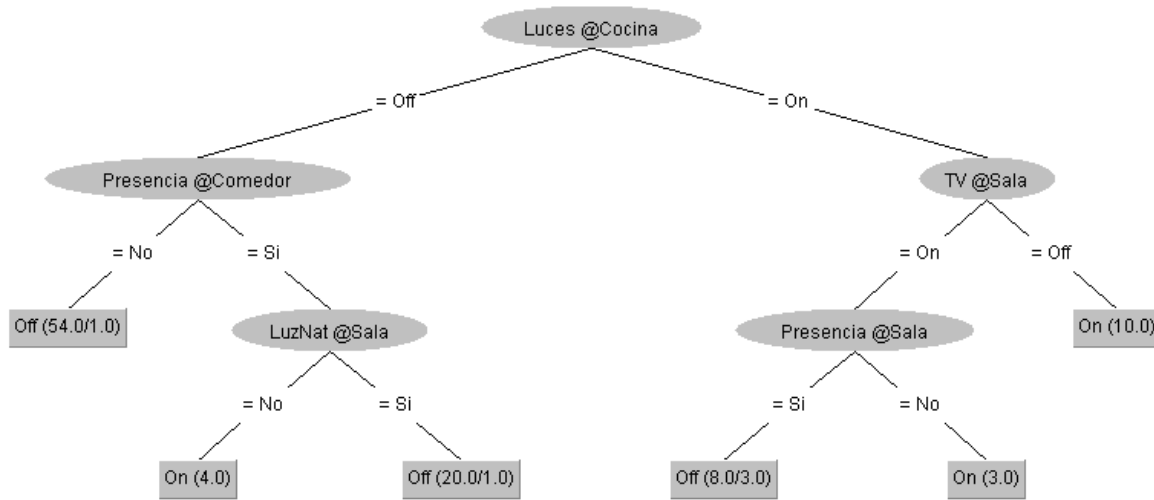 Luces @Cocina
= Off
= On
Presencia @Comedor
TV @Sala
= No
= Si
= On
= Off
Off (54.0/1.0)
LuzNat @Sala
Presencia @Sala
On (10.0)
= No
= Si
= Si
= No
On (4.0)
Off (20.0/1.0)
Off (8.0/3.0)
On (3.0)